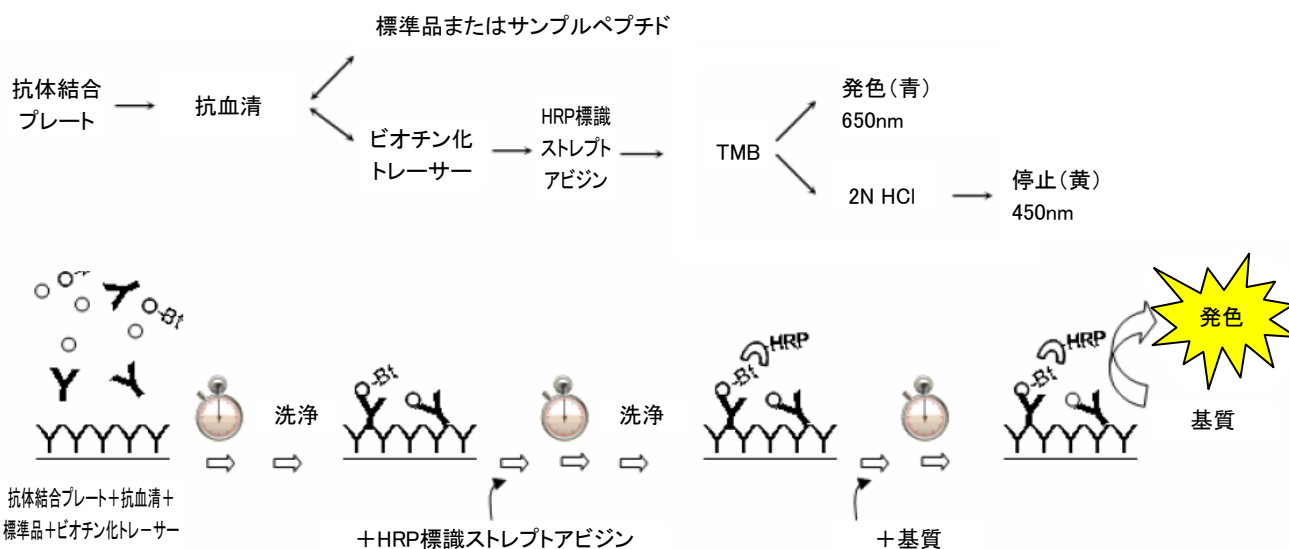 標準品またはサンプルペプチド
抗体結合
プレート
抗血清
ビオチン化
トレーサー
HRP標識
ストレプト
アビジン
TMB
発色（青）
650nm
2N HCl
停止（黄）
450nm
-Bt
洗浄
-Bt
洗浄
-HRP
-Bt
-HRP
-Bt
発色
基質
抗体結合プレート＋抗血清＋
標準品＋ビオチン化トレーサー
＋HRP標識ストレプトアビジン
＋基質